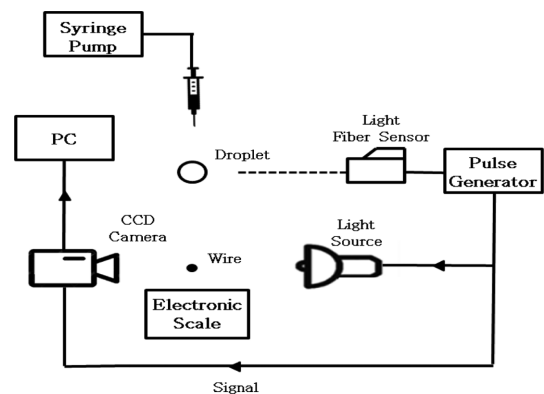 Syringe
Pump
Light
Fiber Sensor
PC
Droplet
Pulse
Generator
CCD
Camera
Light
Source
Wire
Electronic
Scale
Signal